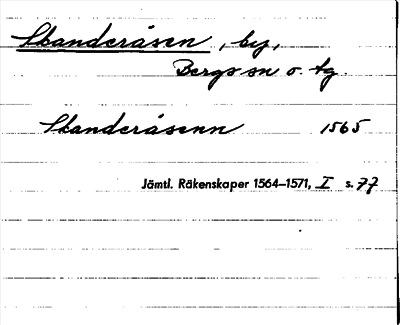 Skanderåsen, by,
Bergs sn o. tg.
Skanderåsenn 1565
Jämtl. Räkenskaper 1564–1571, I s. 77